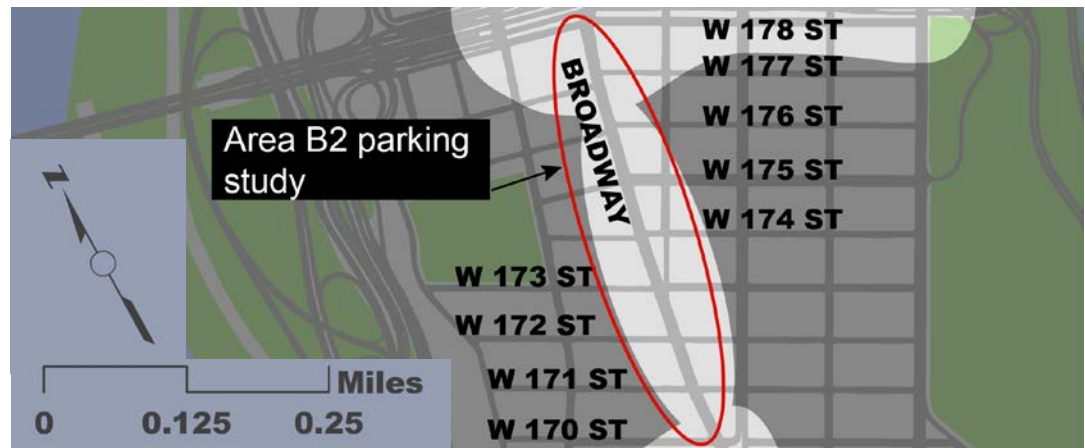 W 178 ST
BROADWAY
W 177 ST
W 176 ST
Area B2 parking
study
W 175 ST
W 174 ST
N
W 173 ST
W 172 ST
W 171 ST
W 170 ST
Miles
0 0.125 0.25